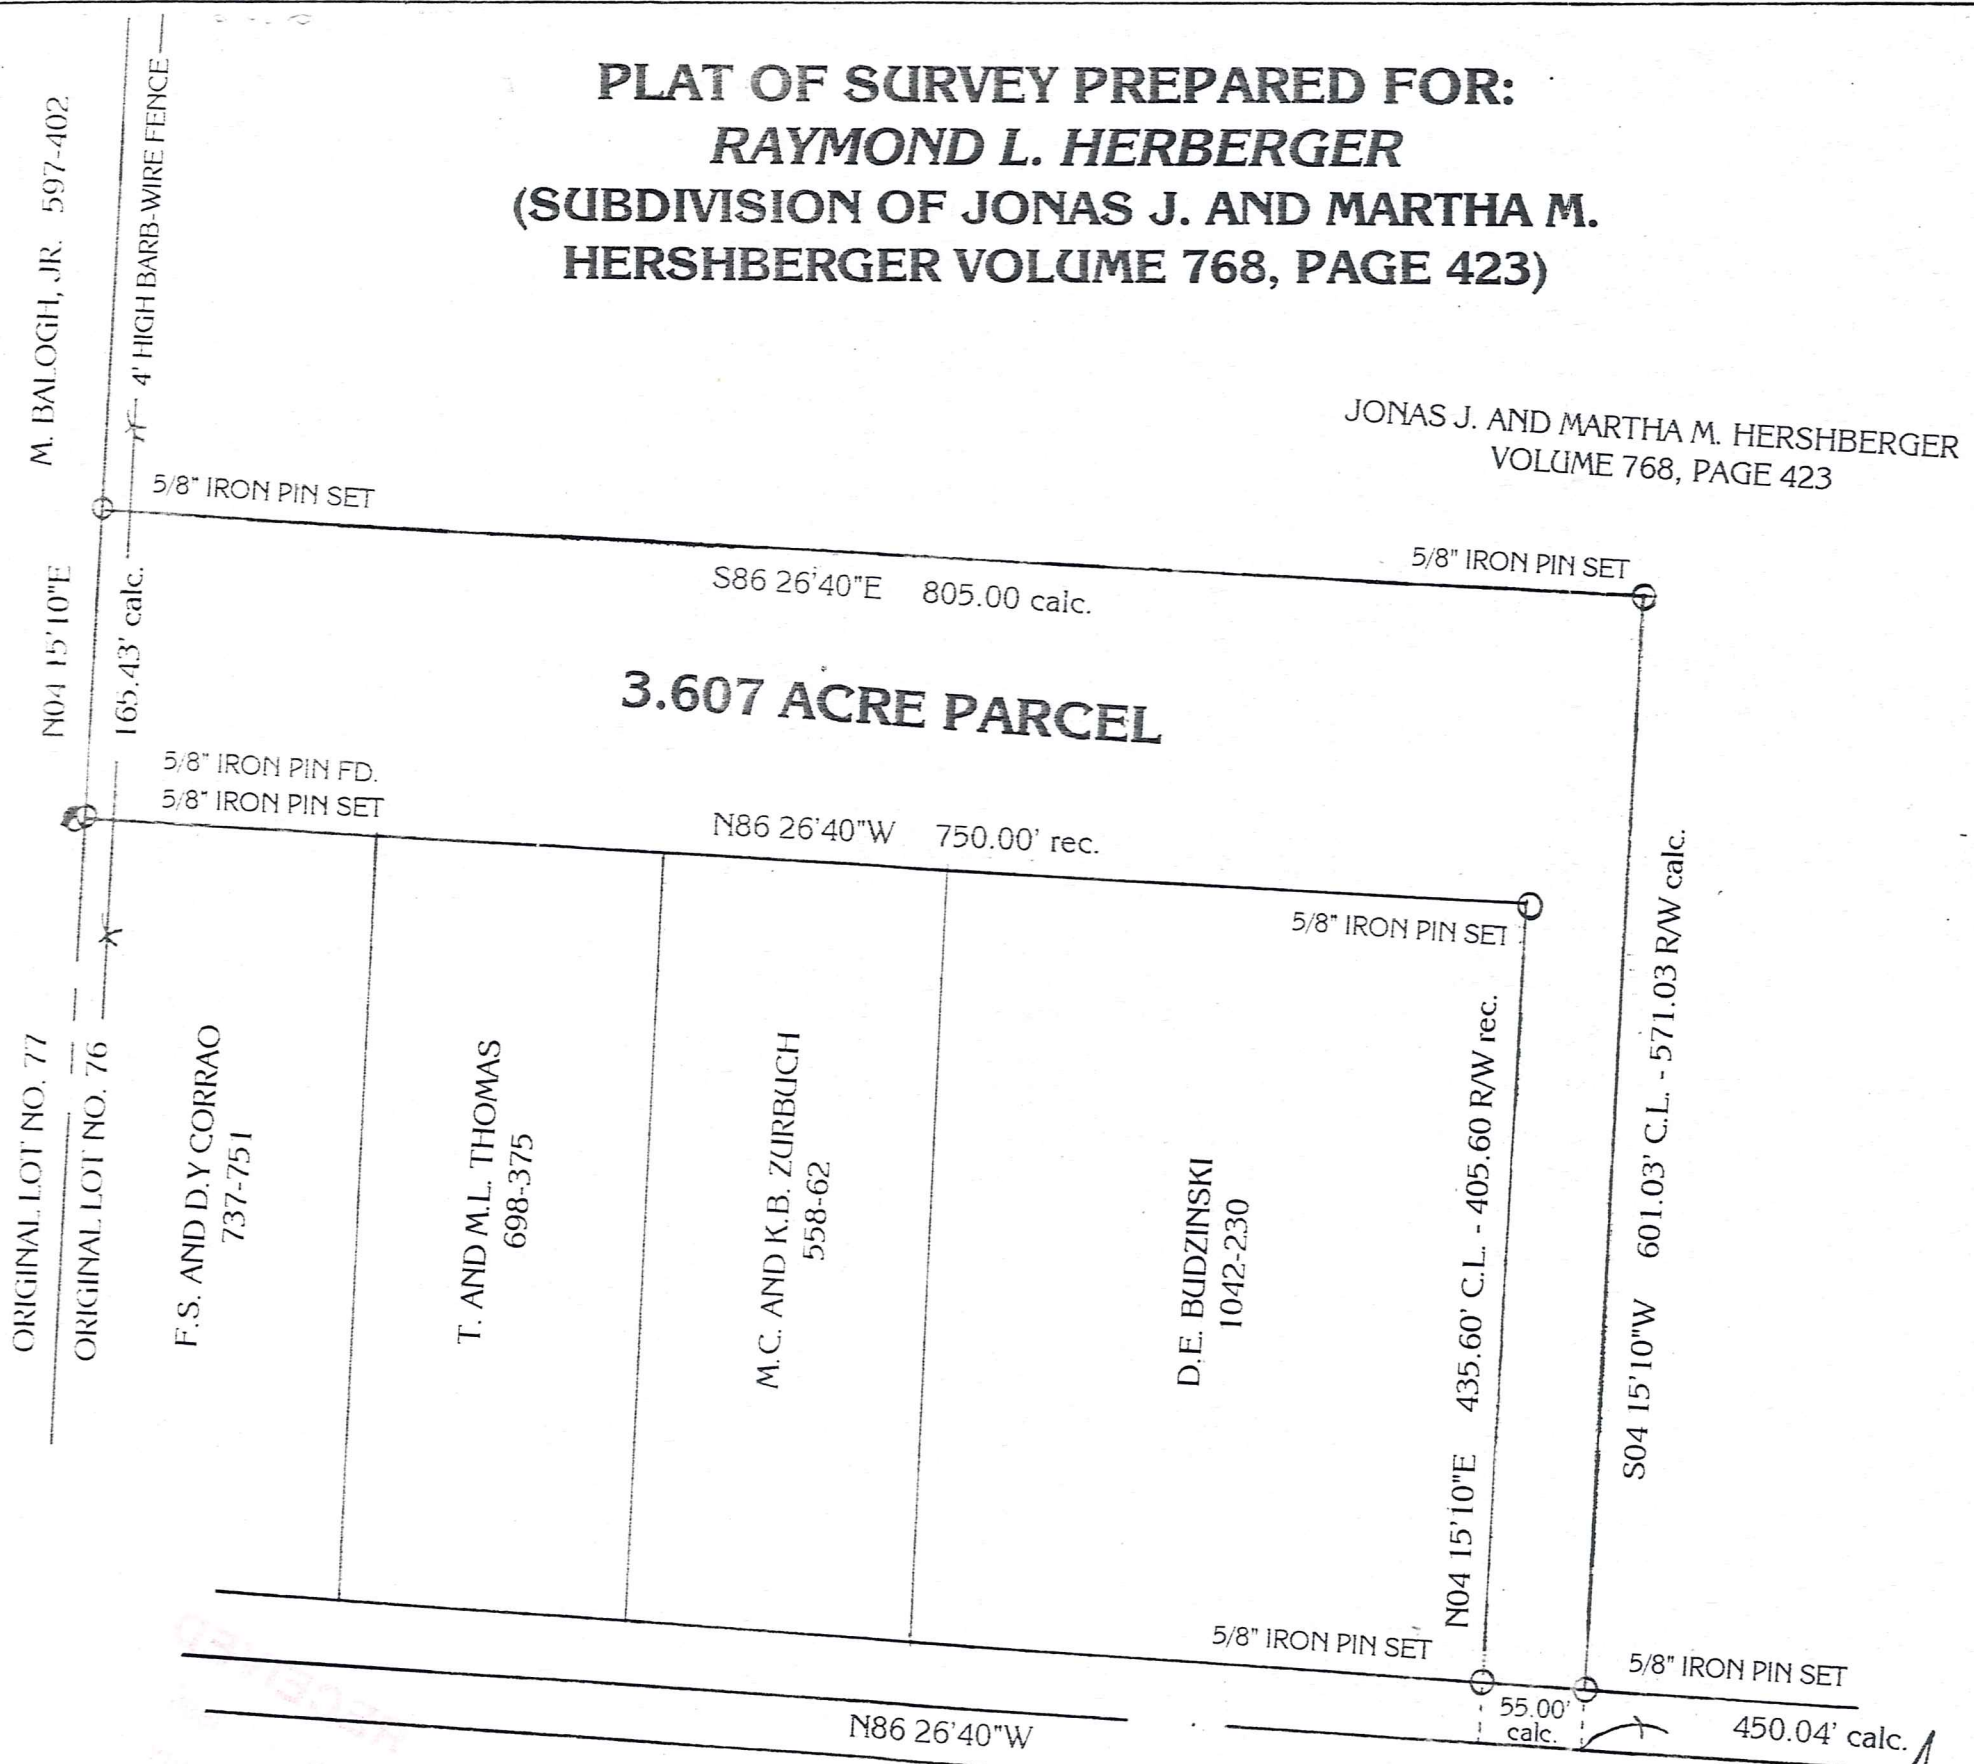 PLAT OF SURVEY PREPARED FOR:
RAYMOND L. HERBERGER
(SUBDIVISION OF JONAS J. AND MARTHA M.
HERSHBERGER VOLUME 768, PAGE 423)
M. BALOGH, JR. 597-402
4' HIGH BARB-WIRE FENCE
JONAS J. AND MARTHA M. HERSHBERGER
VOLUME 768, PAGE 423
5/8" IRON PIN SET
5/8" IRON PIN SET
S86 26'40"E 805.00 calc.
N04 15'10"E
165.43' calc.
3.607 ACRE PARCEL
5/8" IRON PIN FD.
5/8" IRON PIN SET
N86 26'40"W 750.00' rec.
5/8" IRON PIN SET
ORIGINAL LOT NO. 77
ORIGINAL LOT NO. 76
F.S. AND D.Y CORRAO
737-751
T. AND M.L. THOMAS
698-375
M.C. AND K.B. ZURBUCH
558-62
D.E. BUDZINSKI
1042-230
N04 15'10"E 435.60' C.L. - 405.60 R/W rec.
S04 15'10"W 601.03' C.L. - 571.03 R/W calc.
5/8" IRON PIN SET
5/8" IRON PIN SET
55.00'
calc.
450.04' calc.
N86 26'40"W
RECEIVED